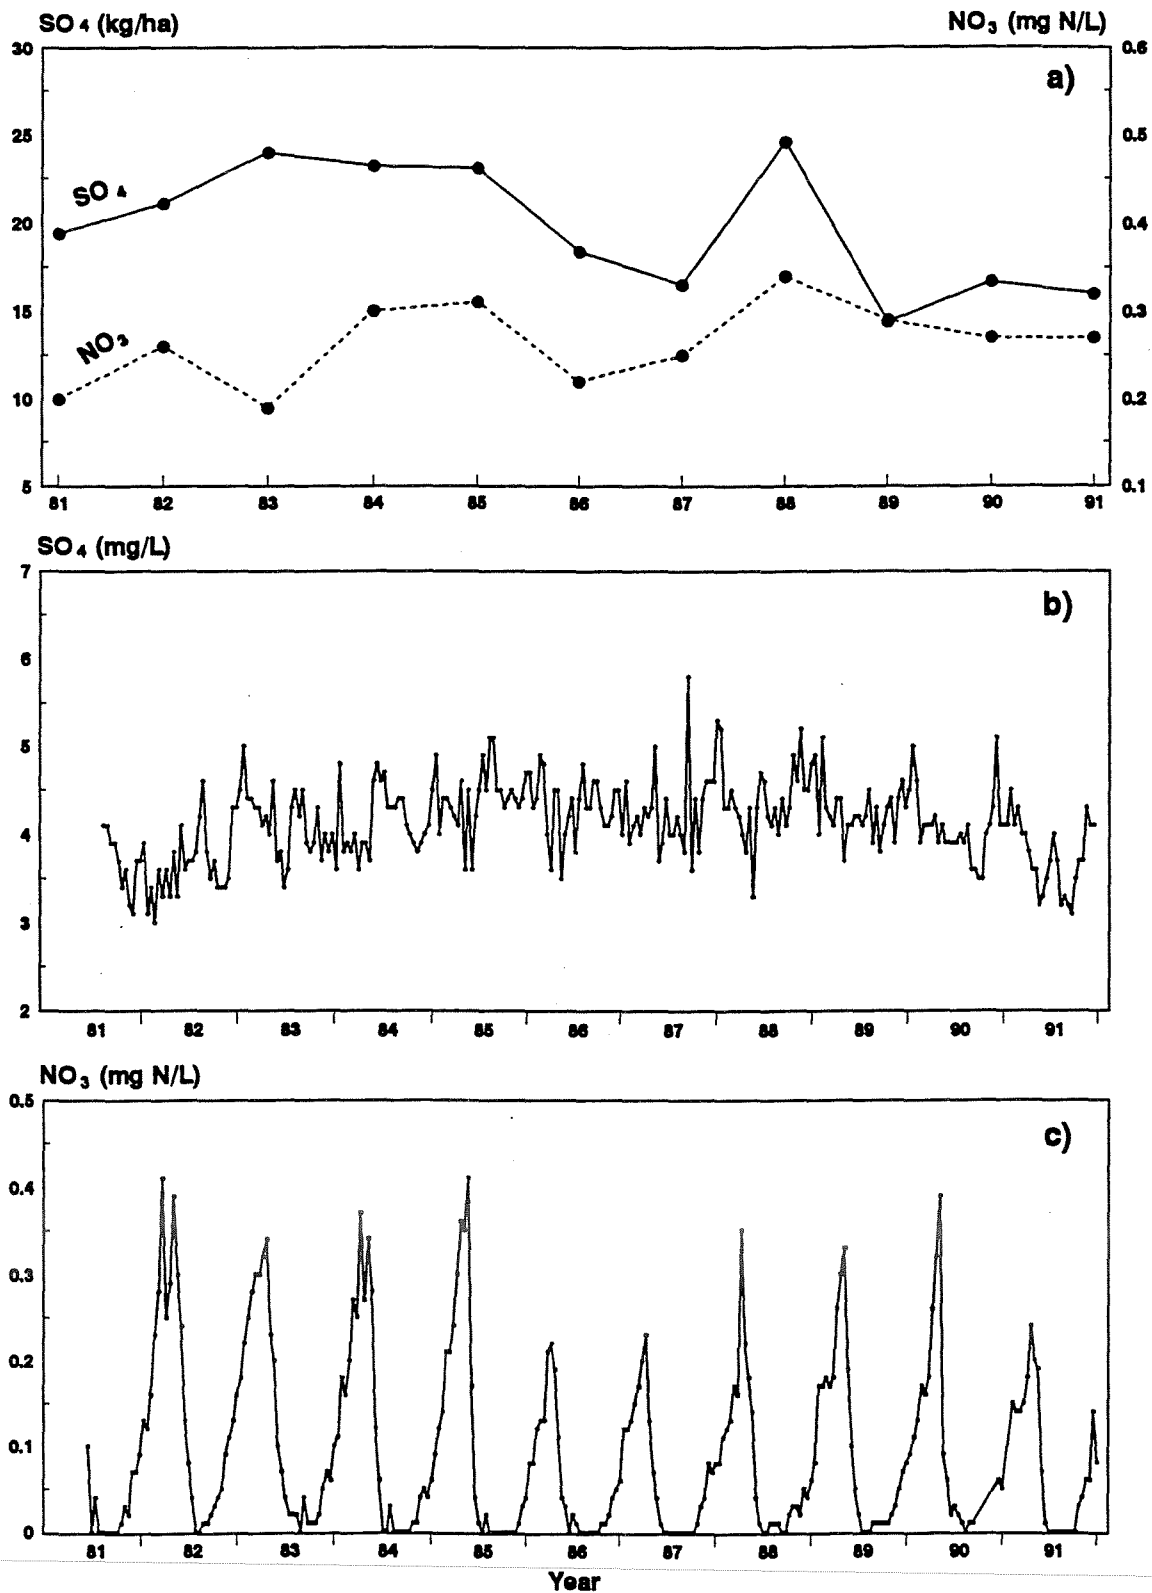 SO4 (kg/ha) NO3 (mg N/L)
30 0.6
a)
25 0.5
SO4
20 0.4
15 0.3
NO3
10 0.2
5 0.1
81 82 83 84 85 86 87 88 89 90 91
SO4 (mg/L)
7
b)
6
5
4
3
2
81 82 83 84 85 86 87 88 89 90 91
NO3 (mg N/L)
0.5
c)
0.4
0.3
0.2
0.1
0
81 82 83 84 85 86 87 88 89 90 91
Year